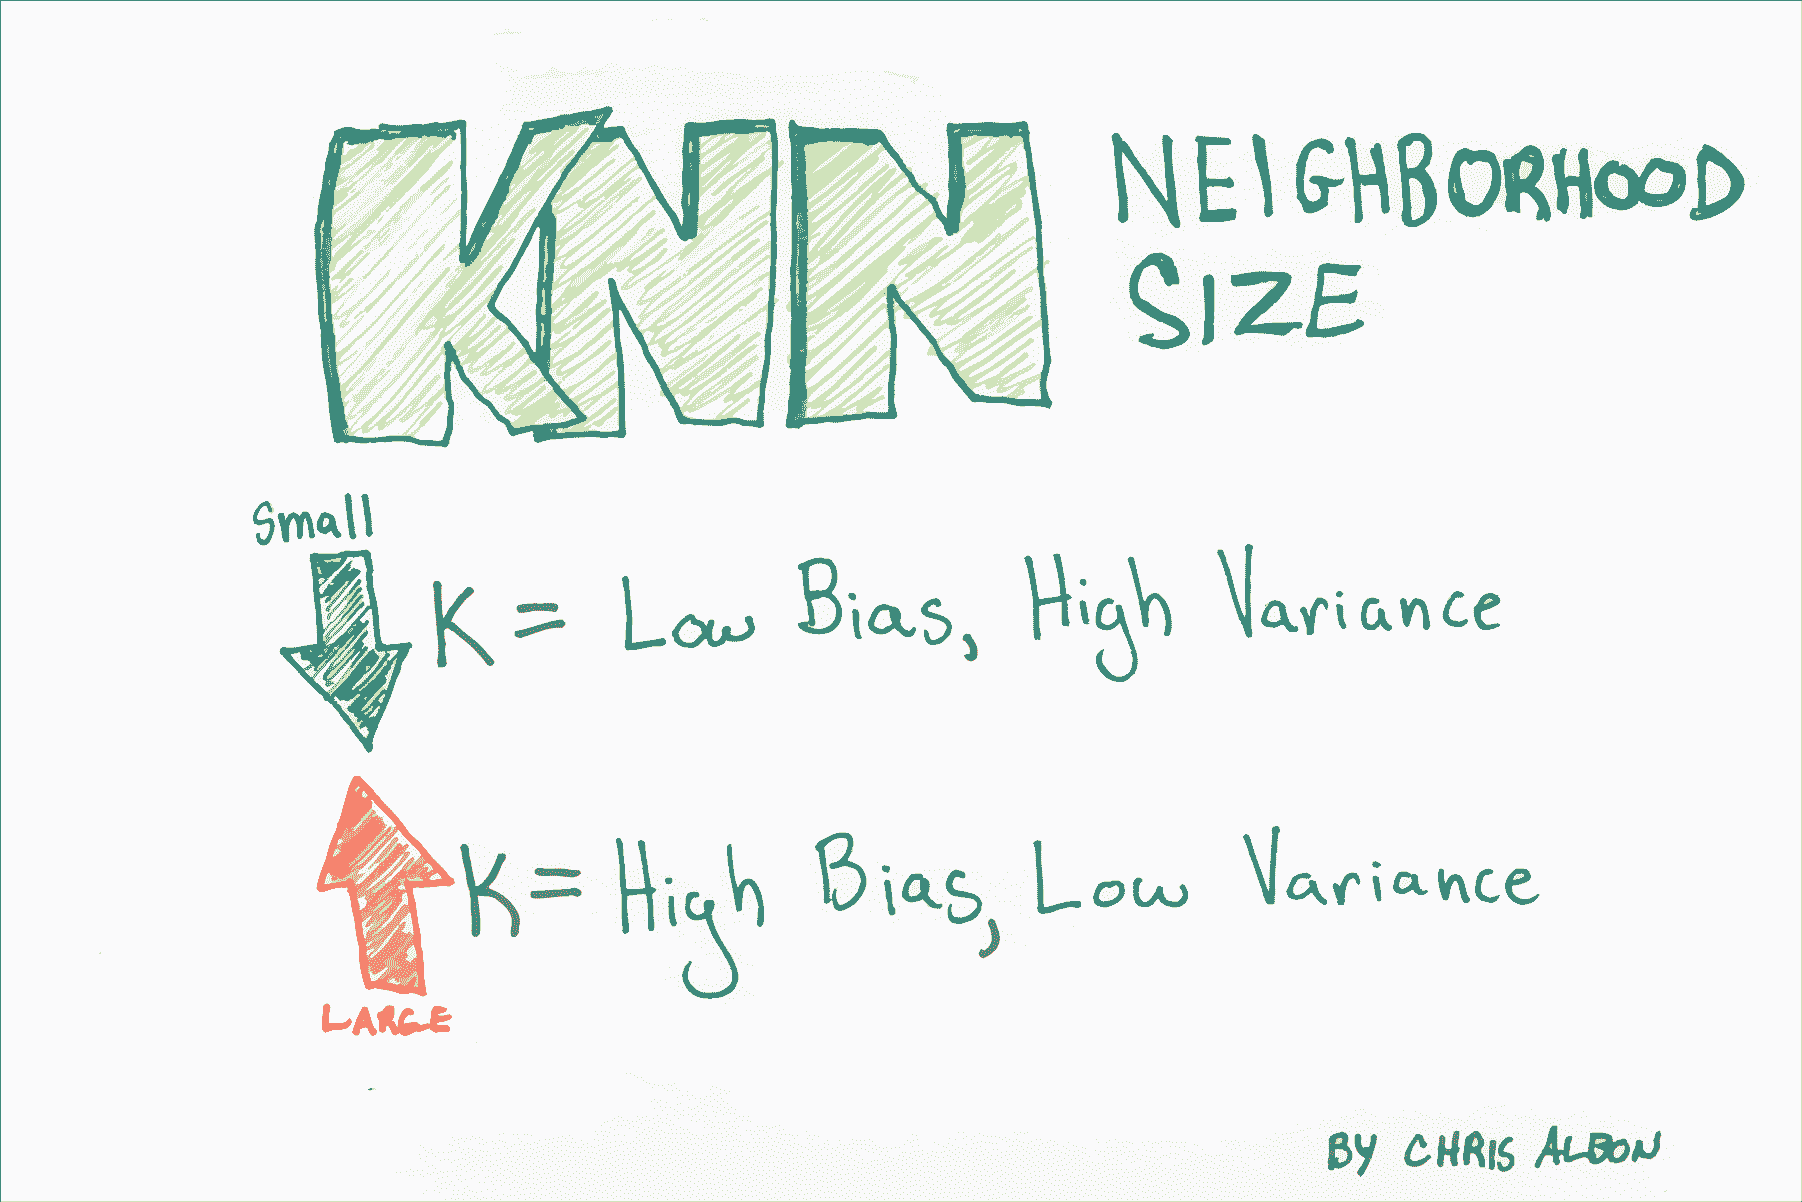 KNN NEIGHBORHOOD
SIZE
Small
K = Low Bias, High Variance
K = High Bias, Low Variance
LARGE
BY CHRIS ALBON